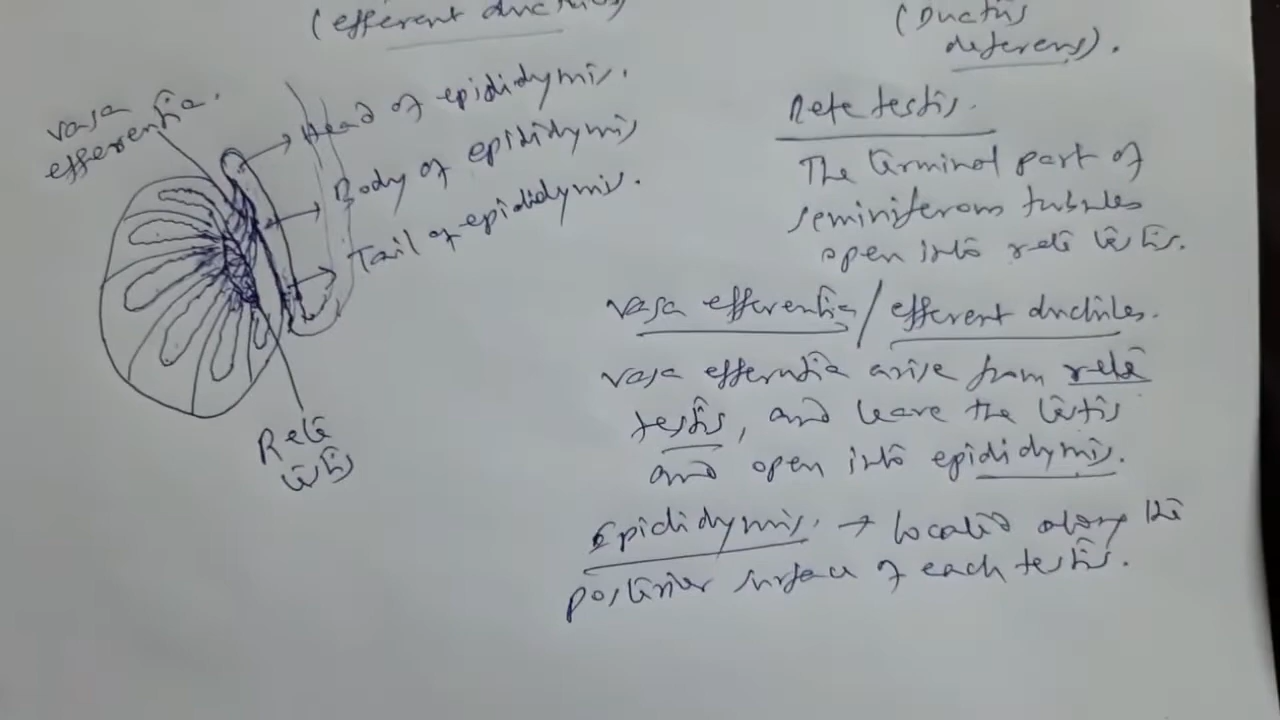 (efferent ductules)
(Ductus
deferens).
vasa
efferentia.
Head of epididymis.
Body of epididymis
Tail of epididymis.
Rete
testis
Rete testis.
The terminal part of
seminiferous tubules
open into rete testis.
Vasa efferentia/efferent ductules.
Vasa efferentia arise from rete
testis, and leave the testis
and open into epididymis.
Epididymis. → located along the
posterior surface of each testis.